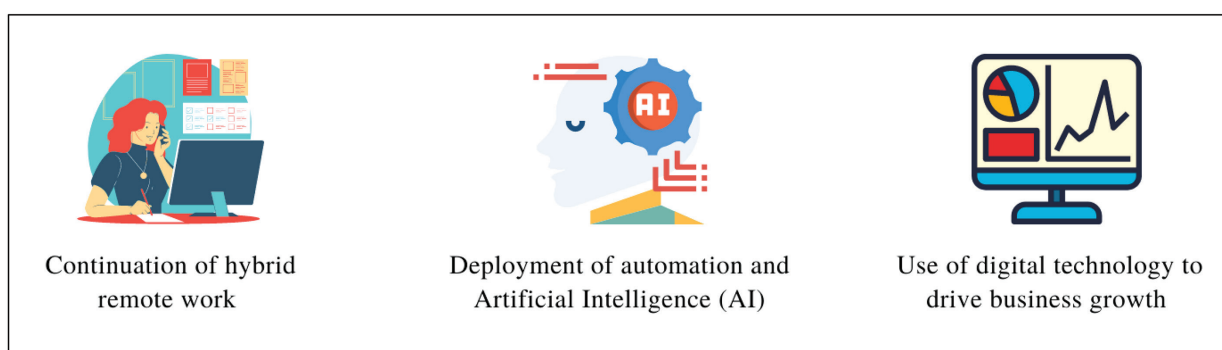 AI
Continuation of hybrid
remote work
Deployment of automation and
Artificial Intelligence (AI)
Use of digital technology to
drive business growth